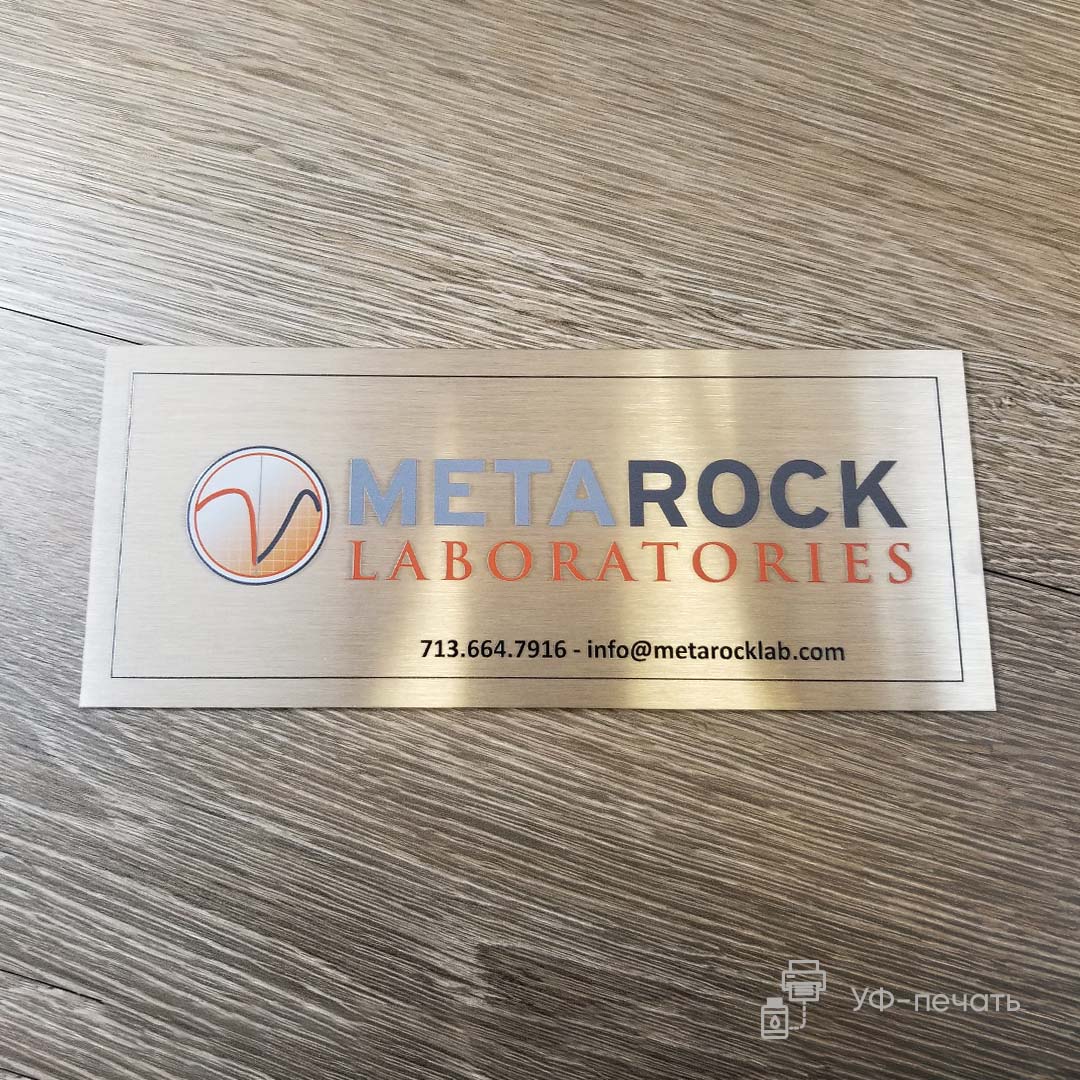 METAROCK
LABORATORIES
713.664.7916 - info@metarocklab.com
УФ-печать